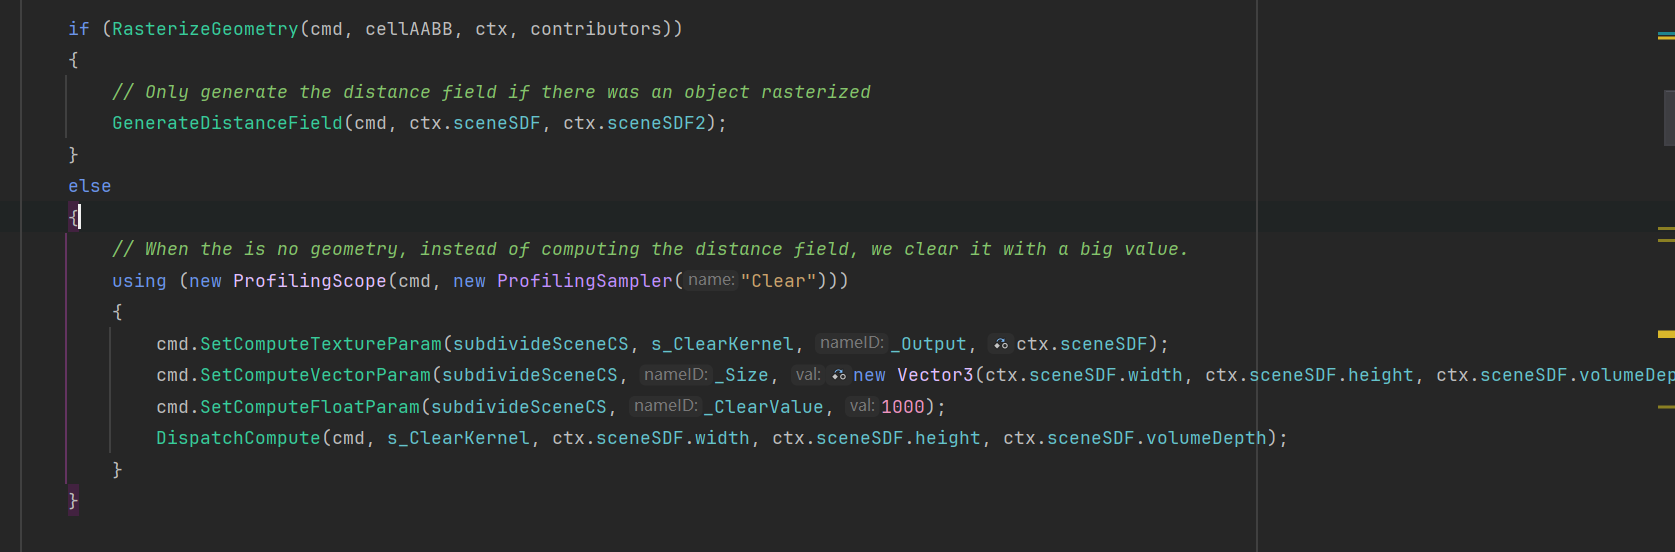 if (RasterizeGeometry(cmd, cellAABB, ctx, contributors))
{
// Only generate the distance field if there was an object rasterized
GenerateDistanceField(cmd, ctx.sceneSDF, ctx.sceneSDF2);
}
else
{
// When the is no geometry, instead of computing the distance field, we clear it with a big value.
using (new ProfilingScope(cmd, new ProfilingSampler( name: "Clear")))
{
cmd.SetComputeTextureParam(subdivideSceneCS, s_ClearKernel, nameID: _Output, ctx.sceneSDF);
cmd.SetComputeVectorParam(subdivideSceneCS, nameID: _Size, val: new Vector3(ctx.sceneSDF.width, ctx.sceneSDF.height, ctx.sceneSDF.volumeDep
cmd.SetComputeFloatParam(subdivideSceneCS, nameID: _ClearValue, val: 1000);
DispatchCompute(cmd, s_ClearKernel, ctx.sceneSDF.width, ctx.sceneSDF.height, ctx.sceneSDF.volumeDepth);
}
}